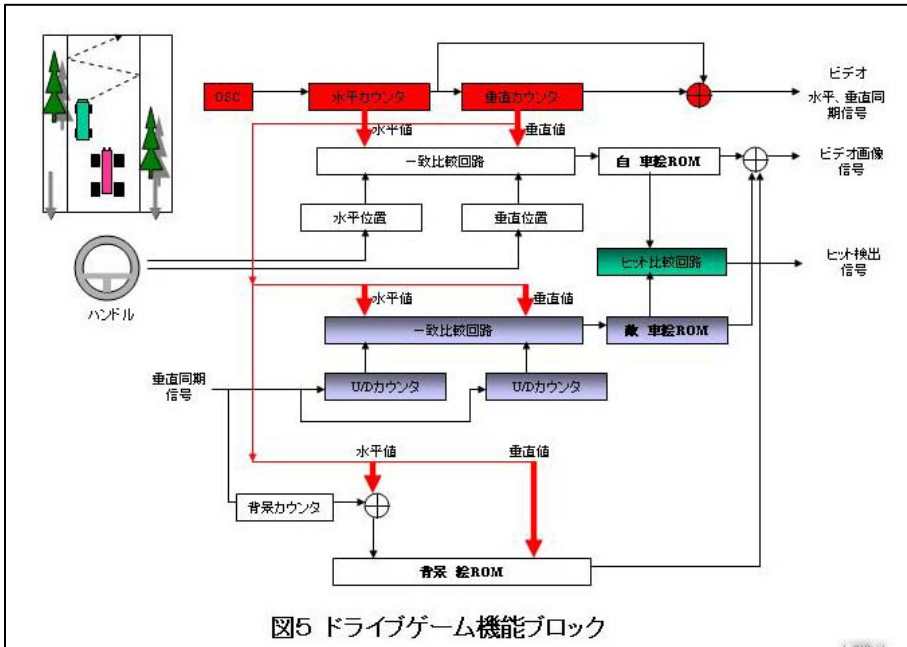 OSC
水平カウンタ
垂直カウンタ
ビデオ
水平、垂直同
期信号
水平値
垂直値
一致比較回路
自 車絵ROM
ビデオ画像
信号
水平位置
垂直位置
ヒット比較回路
ヒット検出
信号
ハンドル
水平値
垂直値
一致比較回路
敵 車絵ROM
垂直同期
信号
U/Dカウンタ
U/Dカウンタ
水平値
垂直値
背景カウンタ
背景 絵ROM
図5 ドライブゲーム機能ブロック